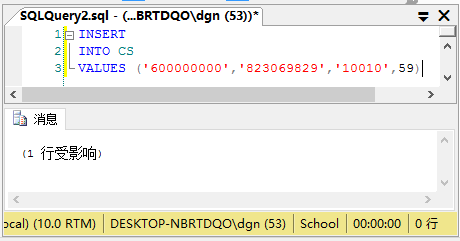 SQLQuery2.sql - (...BRTDQO\dgn (53))*
1 INSERT
2 INTO CS
3 VALUES ('600000000','823069829','10010',59)
消息
(1 行受影响)
ocal) (10.0 RTM) DESKTOP-NBRTDQO\dgn (53) School 00:00:00 0 行